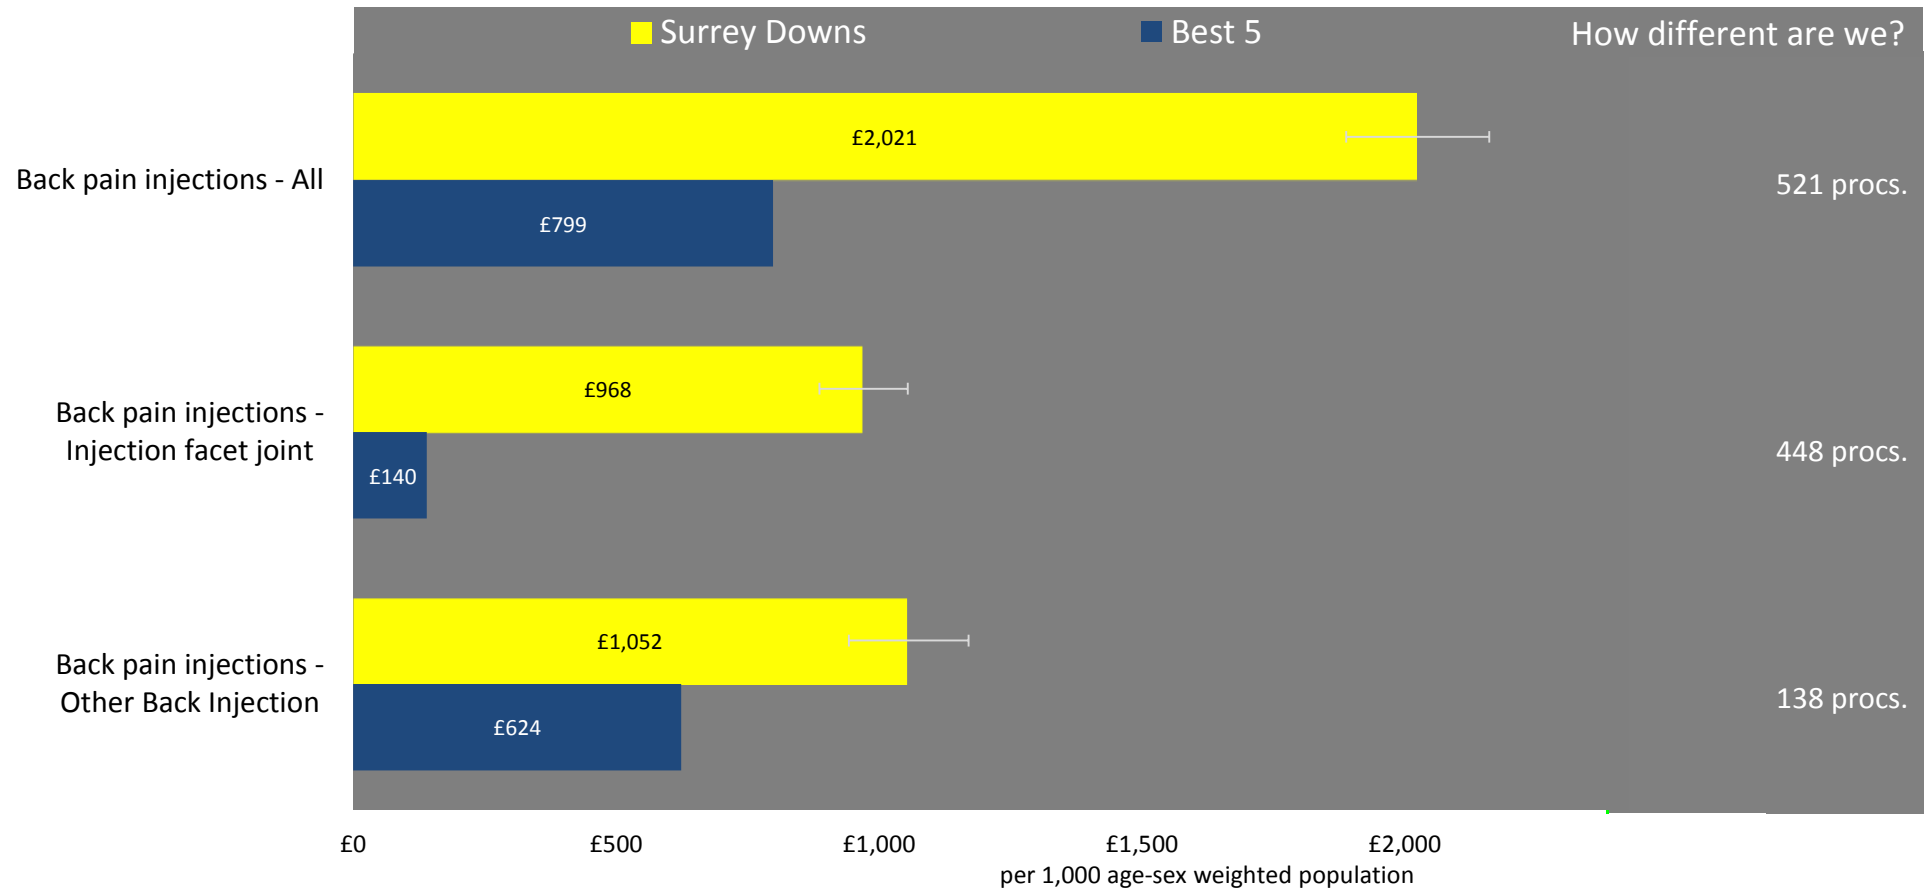 Surrey Downs
Best 5
How different are we?
Back pain injections - All
£2,021
£799
521 procs.
Back pain injections -
Injection facet joint
£968
£140
448 procs.
Back pain injections -
Other Back Injection
£1,052
£624
138 procs.
£0
£500
£1,000
£1,500
£2,000
per 1,000 age-sex weighted population